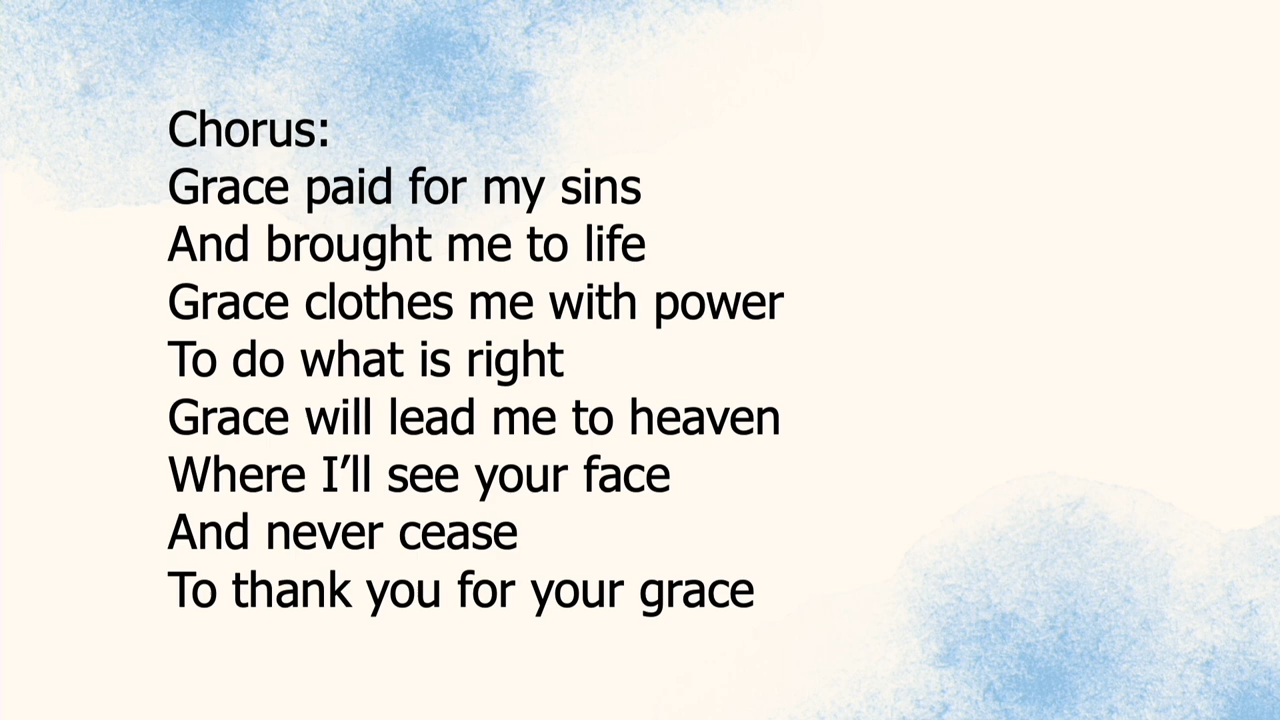 Chorus:
Grace paid for my sins
And brought me to life
Grace clothes me with power
To do what is right
Grace will lead me to heaven
Where I’ll see your face
And never cease
To thank you for your grace